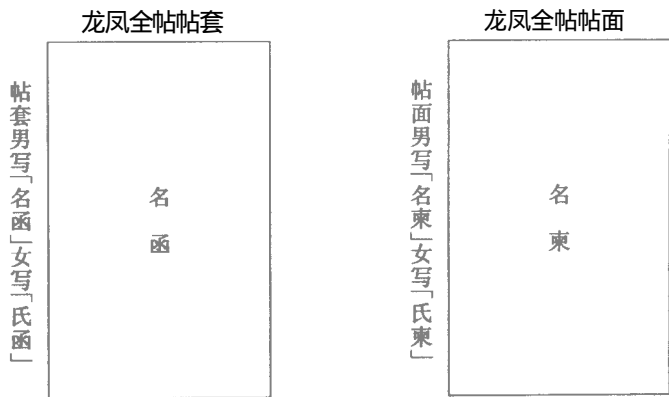 龙凤全帖帖套
帖套男写「名函」女写「氏函」
名
函
龙凤全帖帖面
帖面男写「名柬」女写「氏柬」
名
柬